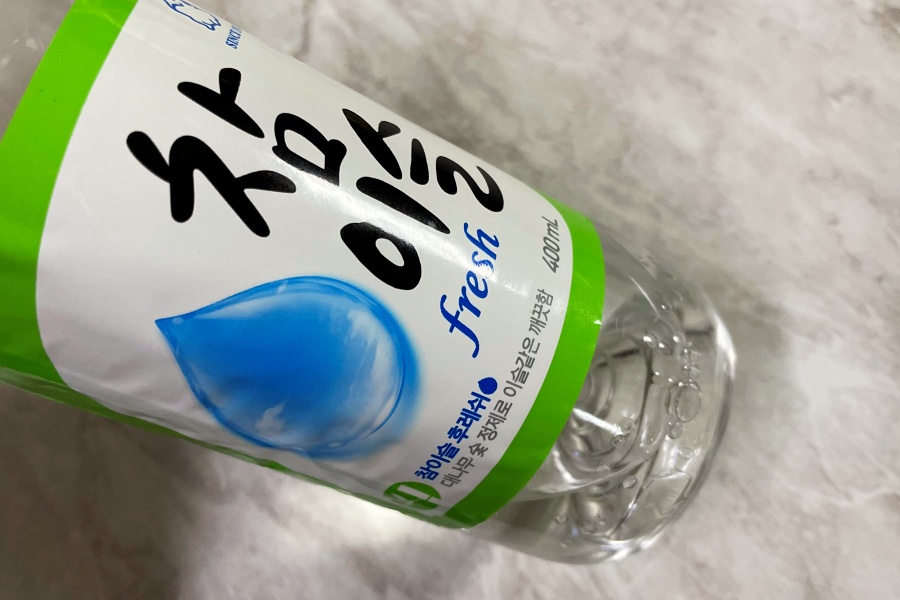 SINCE
참
이슬
fresh
400mL
참이슬 후레쉬
대나무 숯 정제로 이슬같은 깨끗함